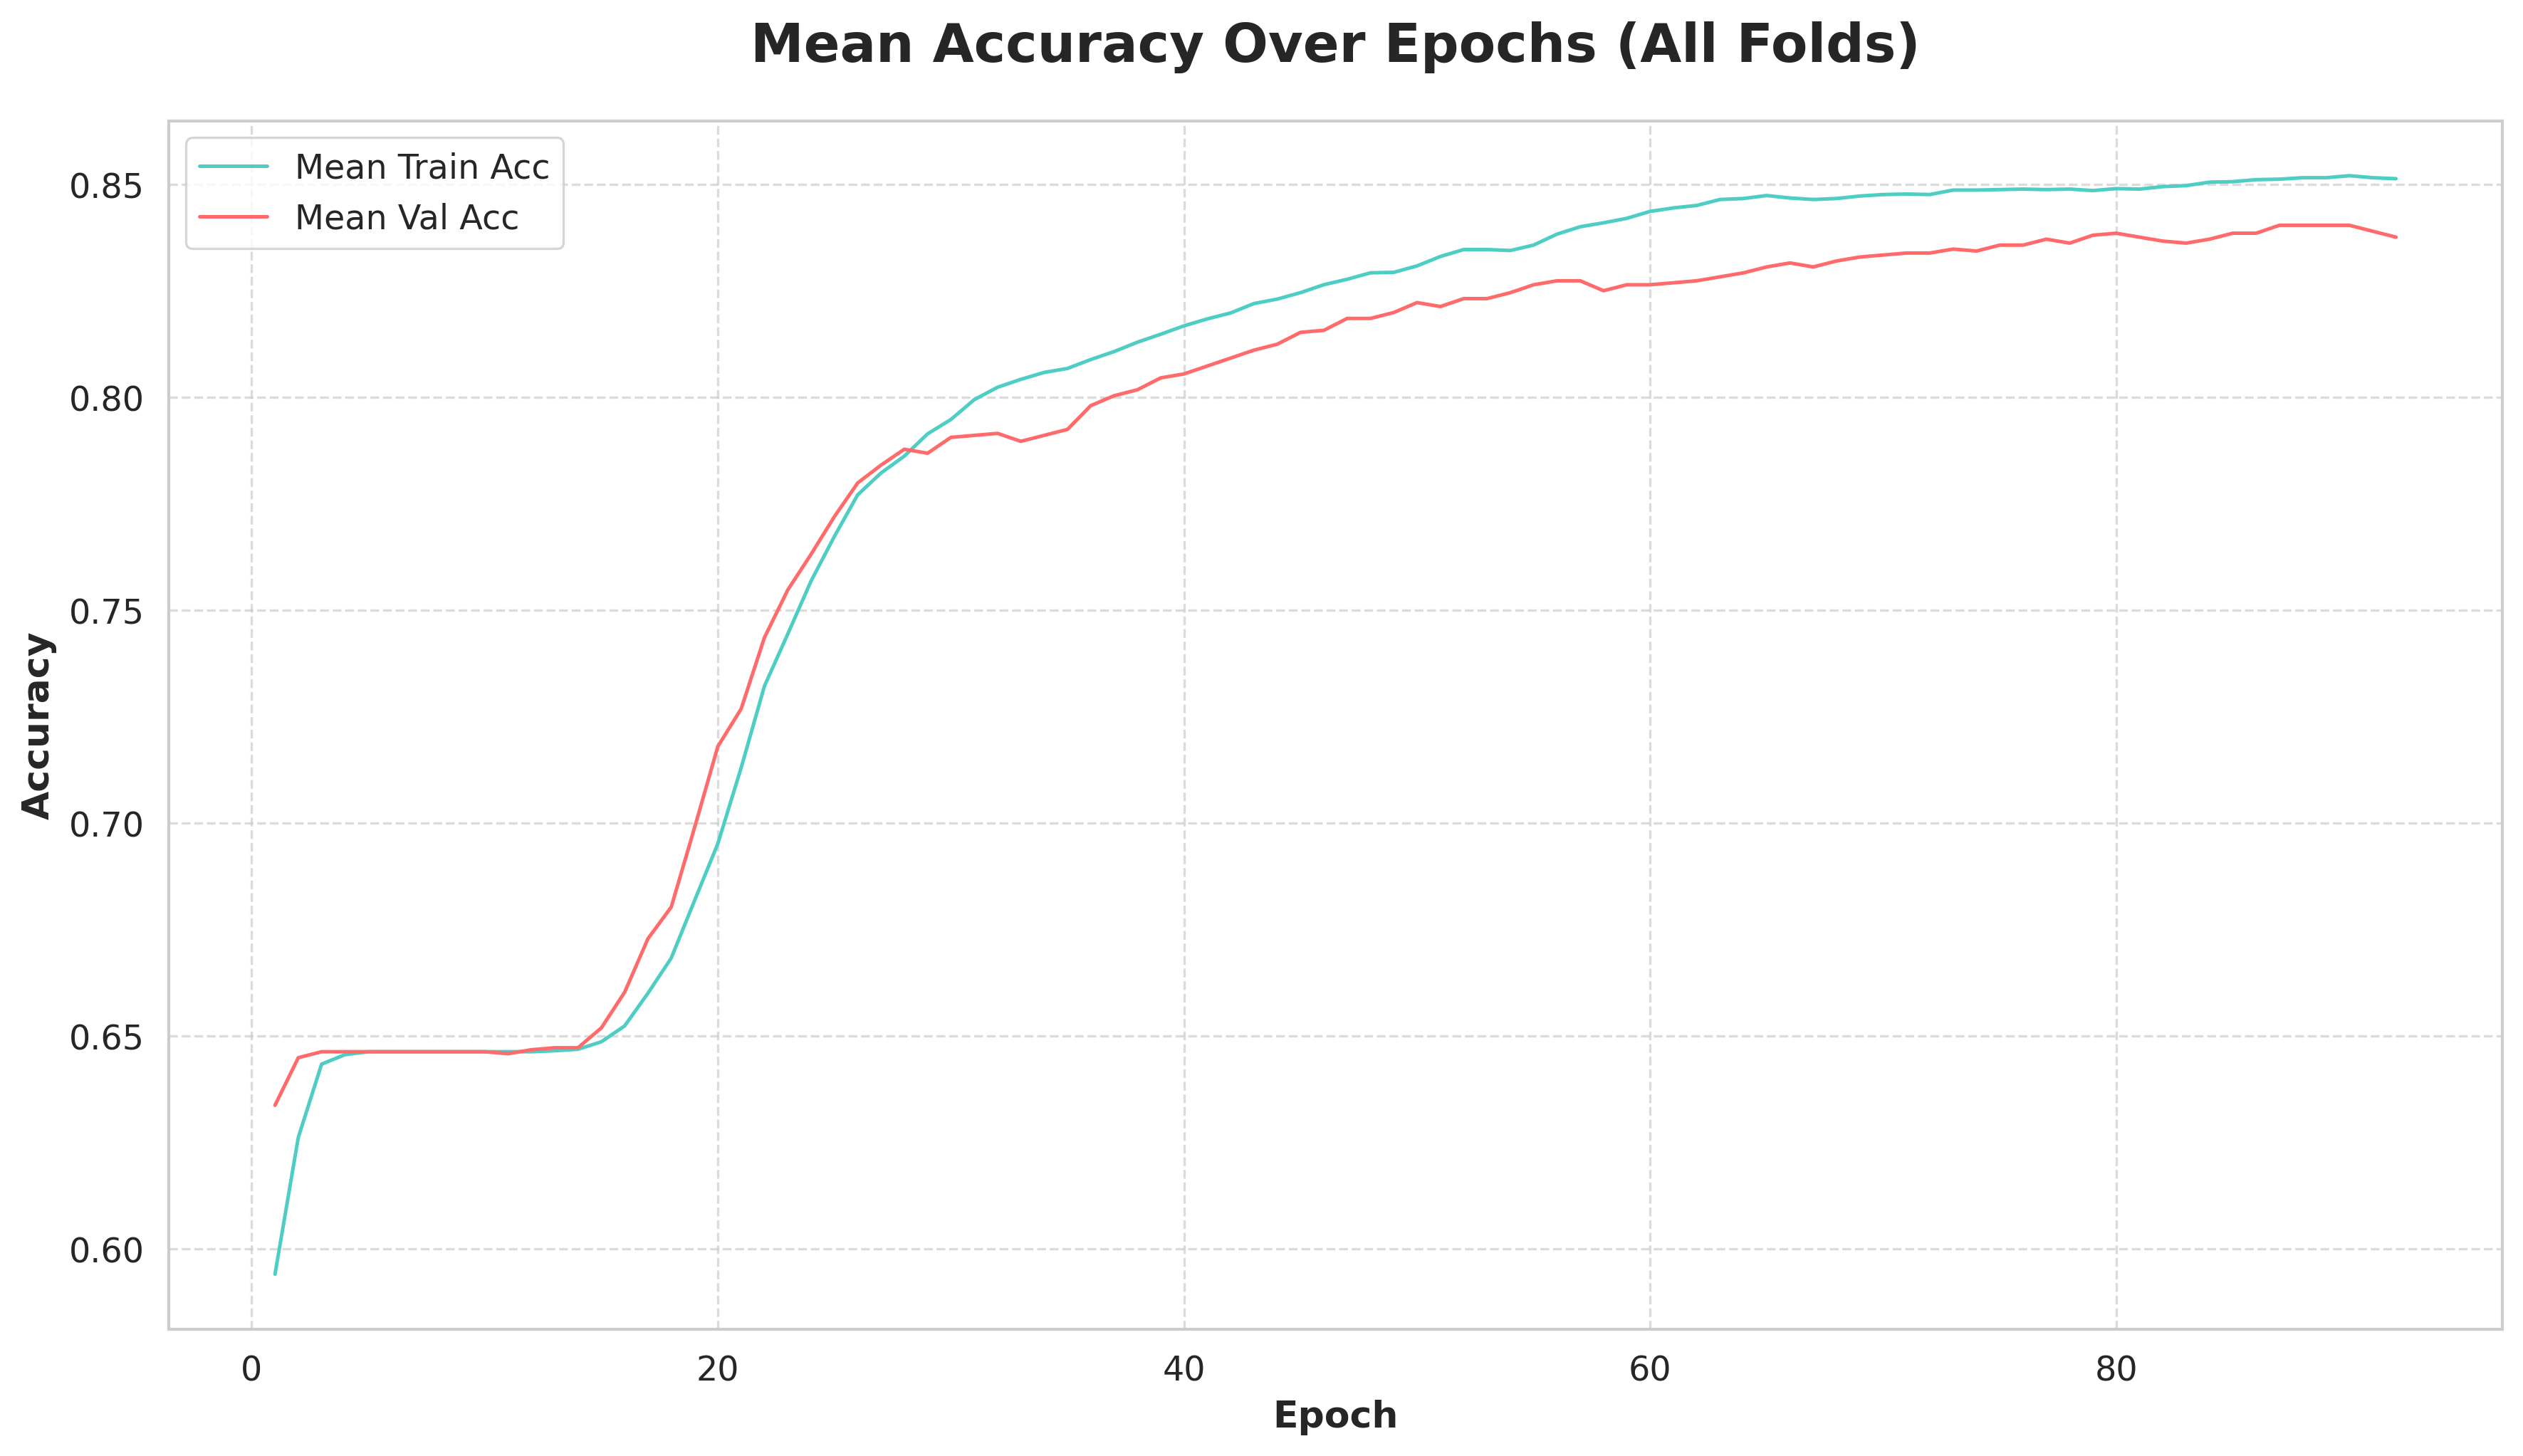 Mean Accuracy Over Epochs (All Folds)
Mean Train Acc
Mean Val Acc
0.85
0.80
0.75
0.70
0.65
0.60
Accuracy
0 20 40 60 80
Epoch